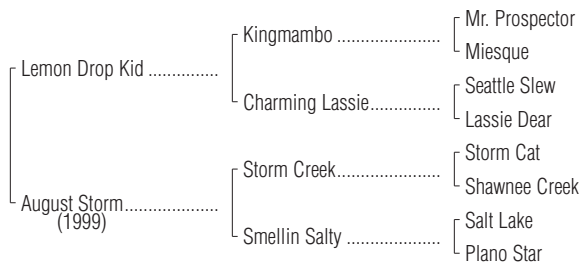 Mr. Prospector
Kingmambo ....................
Miesque
Lemon Drop Kid ...............
Seattle Slew
Charming Lassie...............
Lassie Dear
Storm Cat
Storm Creek.....................
Shawnee Creek
August Storm....................
(1999)
Salt Lake
Smellin Salty ....................
Plano Star